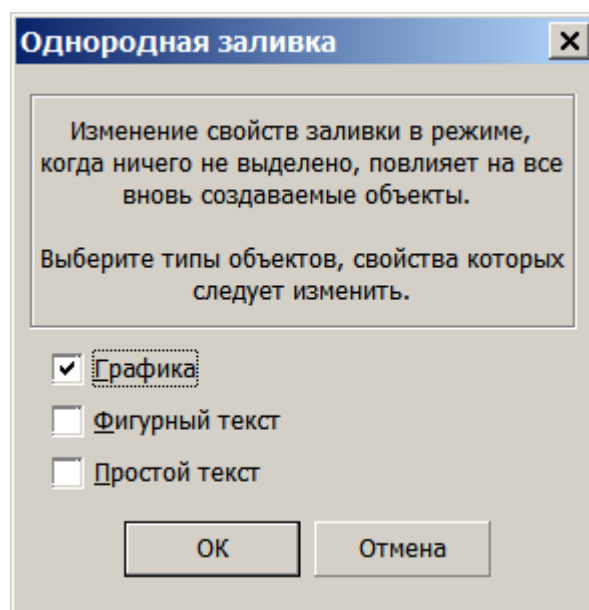 Однородная заливка
Изменение свойств заливки в режиме,
когда ничего не выделено, повлияет на все
вновь создаваемые объекты.
Выберите типы объектов, свойства которых
следует изменить.
Графика
Фигурный текст
Простой текст
ОК
Отмена